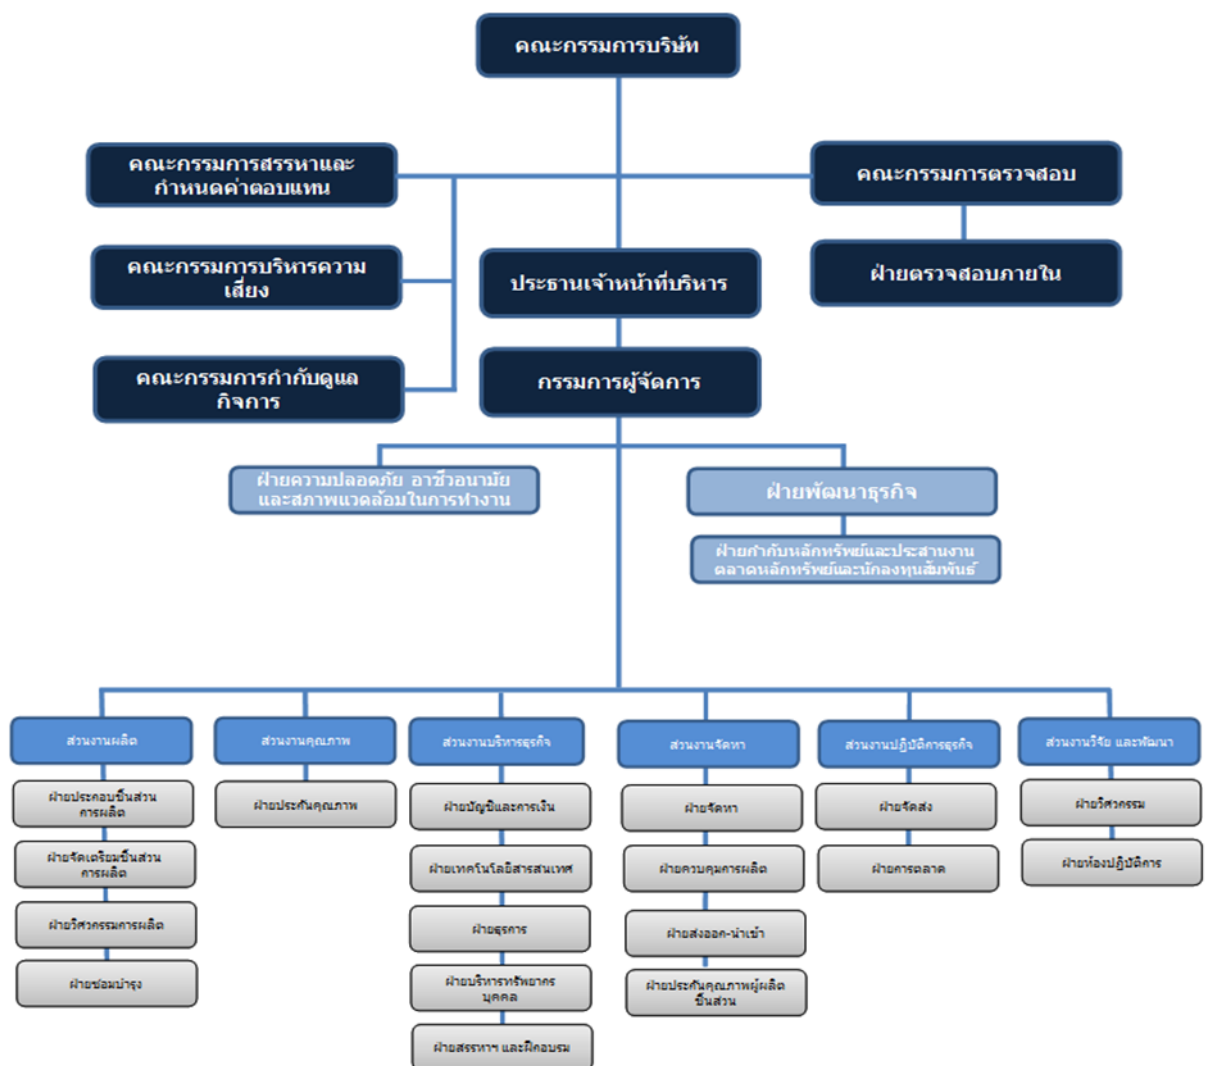 คณะกรรมการบริษัท
คณะกรรมการสรรหาและ
กำหนดค่าตอบแทน
คณะกรรมการตรวจสอบ
คณะกรรมการบริหารความ
เสี่ยง
ประธานเจ้าหน้าที่บริหาร
ฝ่ายตรวจสอบภายใน
คณะกรรมการกำกับดูแล
กิจการ
กรรมการผู้จัดการ
ฝ่ายความปลอดภัย อาชีวอนามัย
และสภาพแวดล้อมในการทำงาน
ฝ่ายพัฒนาธุรกิจ
ฝ่ายกำกับหลักทรัพย์และประสานงาน
ตลาดหลักทรัพย์และนักลงทุนสัมพันธ์
ส่วนงานผลิต
ส่วนงานคุณภาพ
ส่วนงานบริหารธุรกิจ
ส่วนงานจัดหา
ส่วนงานปฏิบัติการธุรกิจ
ส่วนงานวิจัย และพัฒนา
ฝ่ายประกอบชิ้นส่วน
การผลิต
ฝ่ายจัดเตรียมชิ้นส่วน
การผลิต
ฝ่ายวิศวกรรมการผลิต
ฝ่ายซ่อมบำรุง
ฝ่ายประกันคุณภาพ
ฝ่ายบัญชีและการเงิน
ฝ่ายเทคโนโลยีสารสนเทศ
ฝ่ายธุรการ
ฝ่ายบริหารทรัพยากร
บุคคล
ฝ่ายสรรหาฯ และฝึกอบรม
ฝ่ายจัดหา
ฝ่ายควบคุมการผลิต
ฝ่ายส่งออก-นำเข้า
ฝ่ายประกันคุณภาพผู้ผลิต
ชิ้นส่วน
ฝ่ายจัดส่ง
ฝ่ายการตลาด
ฝ่ายวิศวกรรม
ฝ่ายห้องปฏิบัติการ